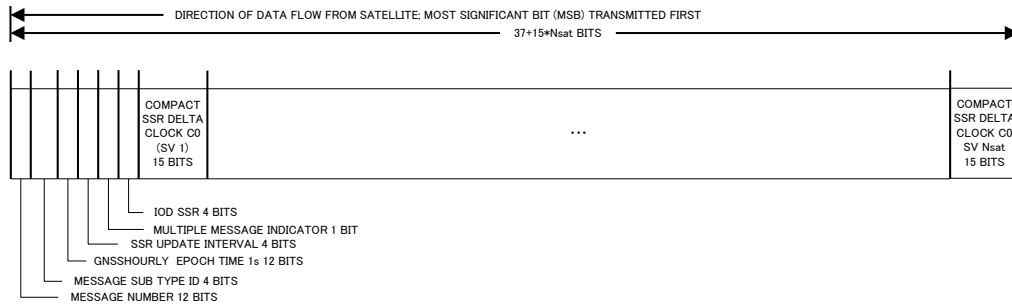 DIRECTION OF DATA FLOW FROM SATELLITE; MOST SIGNIFICANT BIT (MSB) TRANSMITTED FIRST
37+15*Nsat BITS
COMPACT
SSR DELTA
CLOCK C0
(SV 1)
15 BITS
...
COMPACT
SSR DELTA
CLOCK C0
SV Nsat
15 BITS
IOD SSR 4 BITS
MULTIPLE MESSAGE INDICATOR 1 BIT
SSR UPDATE INTERVAL 4 BITS
GNSSHOURLY EPOCH TIME 1s 12 BITS
MESSAGE SUB TYPE ID 4 BITS
MESSAGE NUMBER 12 BITS